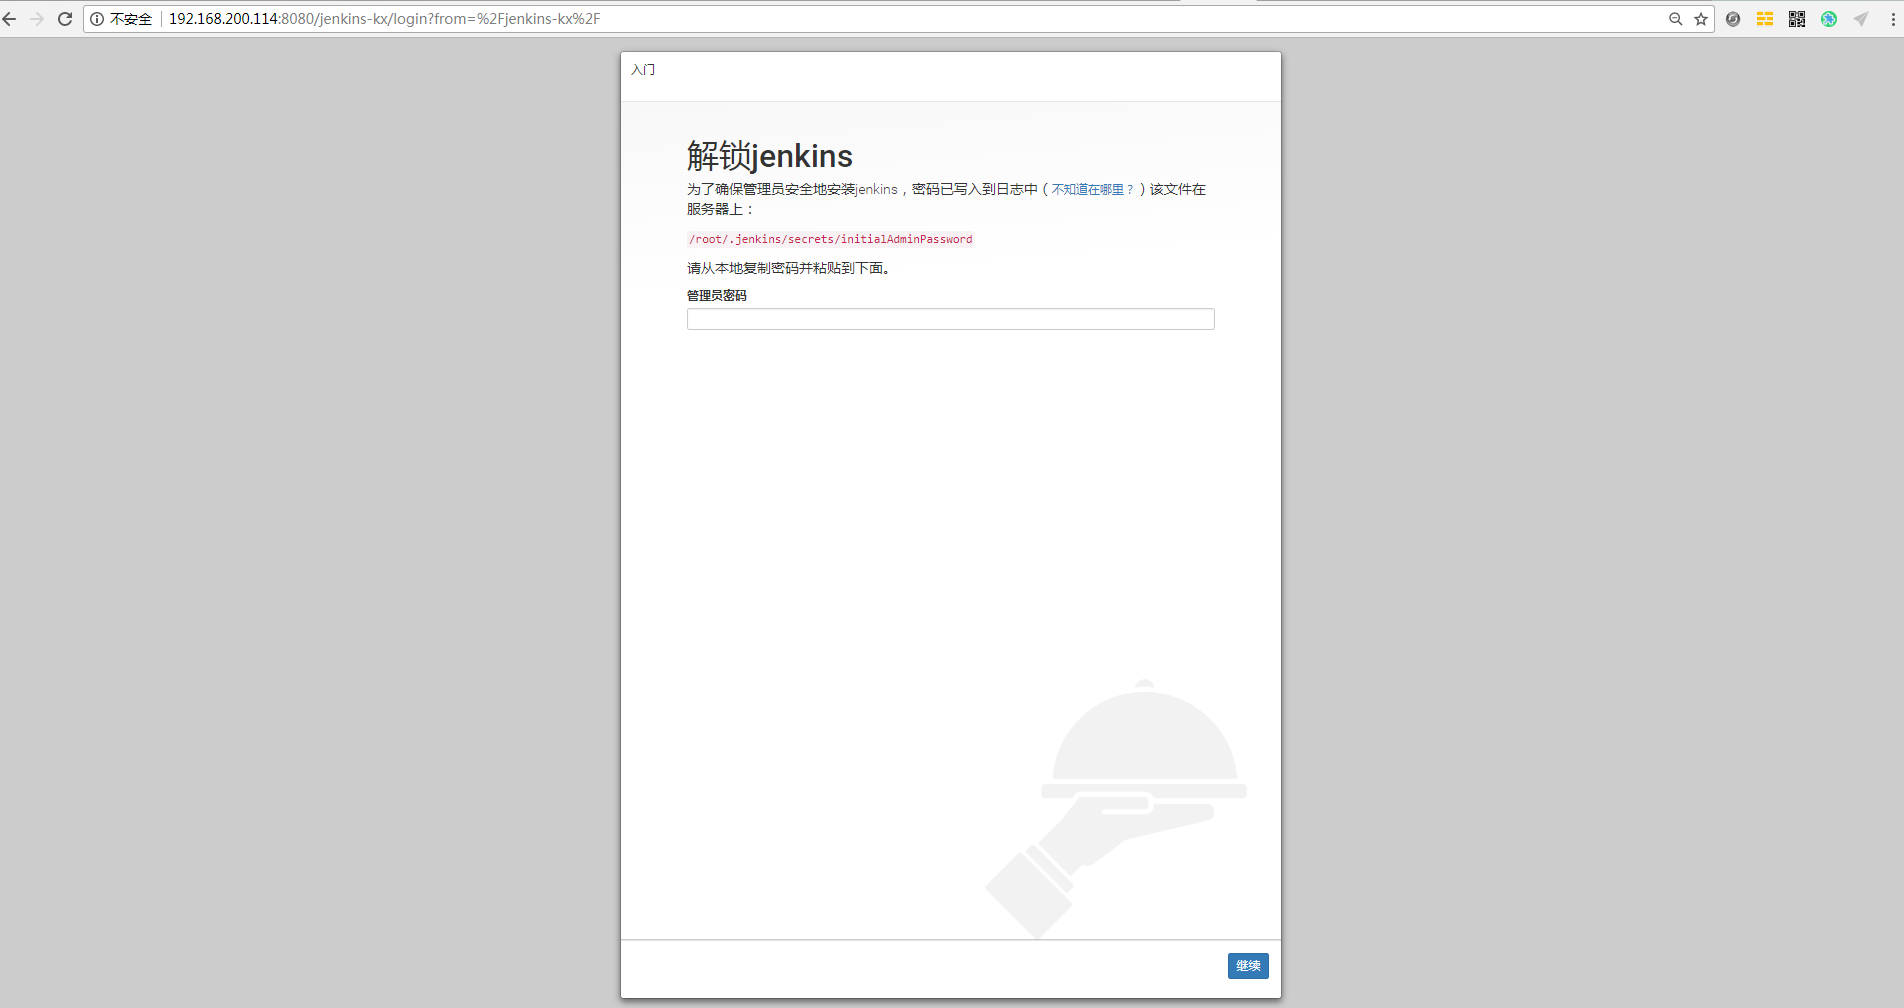 不安全 192.168.200.114:8080/jenkins-kx/login?from=%2Fjenkins-kx%2F
入门
解锁jenkins
为了确保管理员安全地安装jenkins，密码已写入到日志中（不知道在哪里？）该文件在
服务器上：
/root/.jenkins/secrets/initialAdminPassword
请从本地复制密码并粘贴到下面。
管理员密码
继续